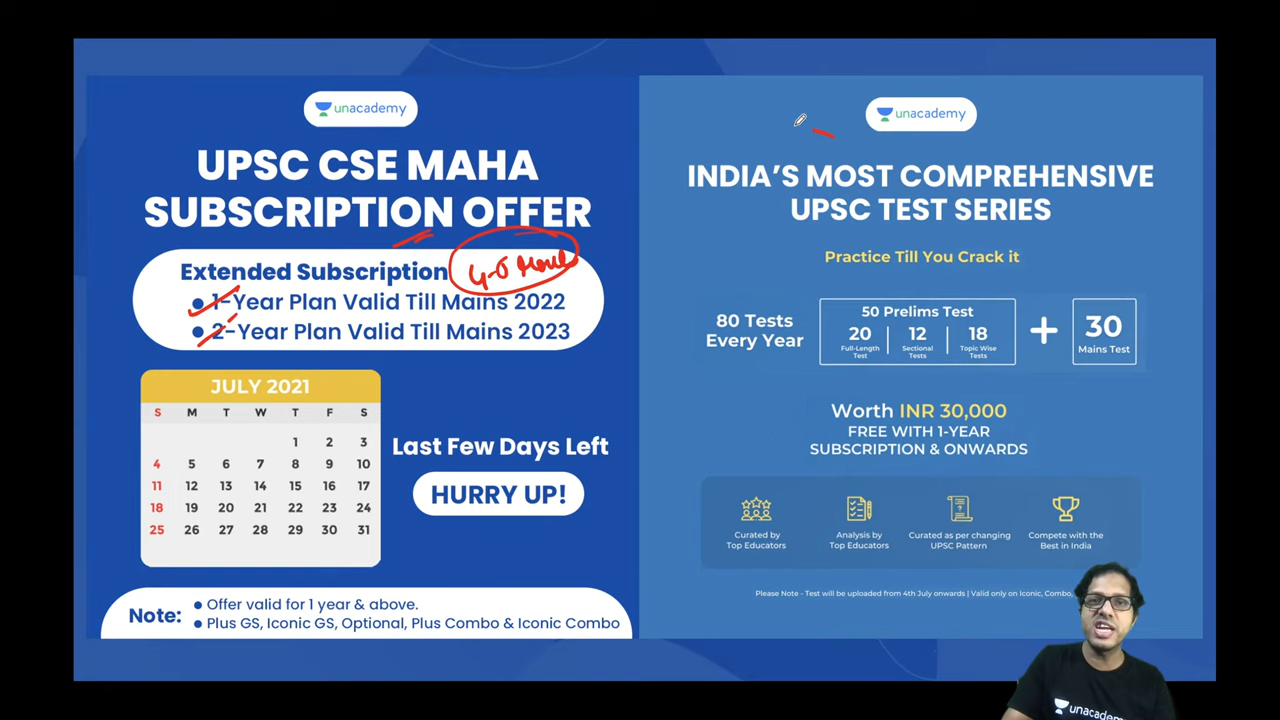 unacademy
UPSC CSE MAHA
SUBSCRIPTION OFFER
Extended Subscription
1-Year Plan Valid Till Mains 2022
2-Year Plan Valid Till Mains 2023
JULY 2021
S M T W T F S
1 2 3
4 5 6 7 8 9 10
11 12 13 14 15 16 17
18 19 20 21 22 23 24
25 26 27 28 29 30 31
Last Few Days Left
HURRY UP!
Note:
● Offer valid for 1 year & above.
● Plus GS, Iconic GS, Optional, Plus Combo & Iconic Combo
unacademy
INDIA'S MOST COMPREHENSIVE
UPSC TEST SERIES
Practice Till You Crack it
80 Tests
Every Year
50 Prelims Test
20 12 18
Full-Length Test
Sectional Tests
Topic Wise Tests
+
30
Mains Test
Worth INR 30,000
FREE WITH 1-YEAR
SUBSCRIPTION & ONWARDS
Curated by
Top Educators
Analysis by
Top Educators
Curated as per changing
UPSC Pattern
Compete with the
Best in India
Please Note - Test will be uploaded from 4th July onwards | Valid only on Iconic, Combo,
unacademy